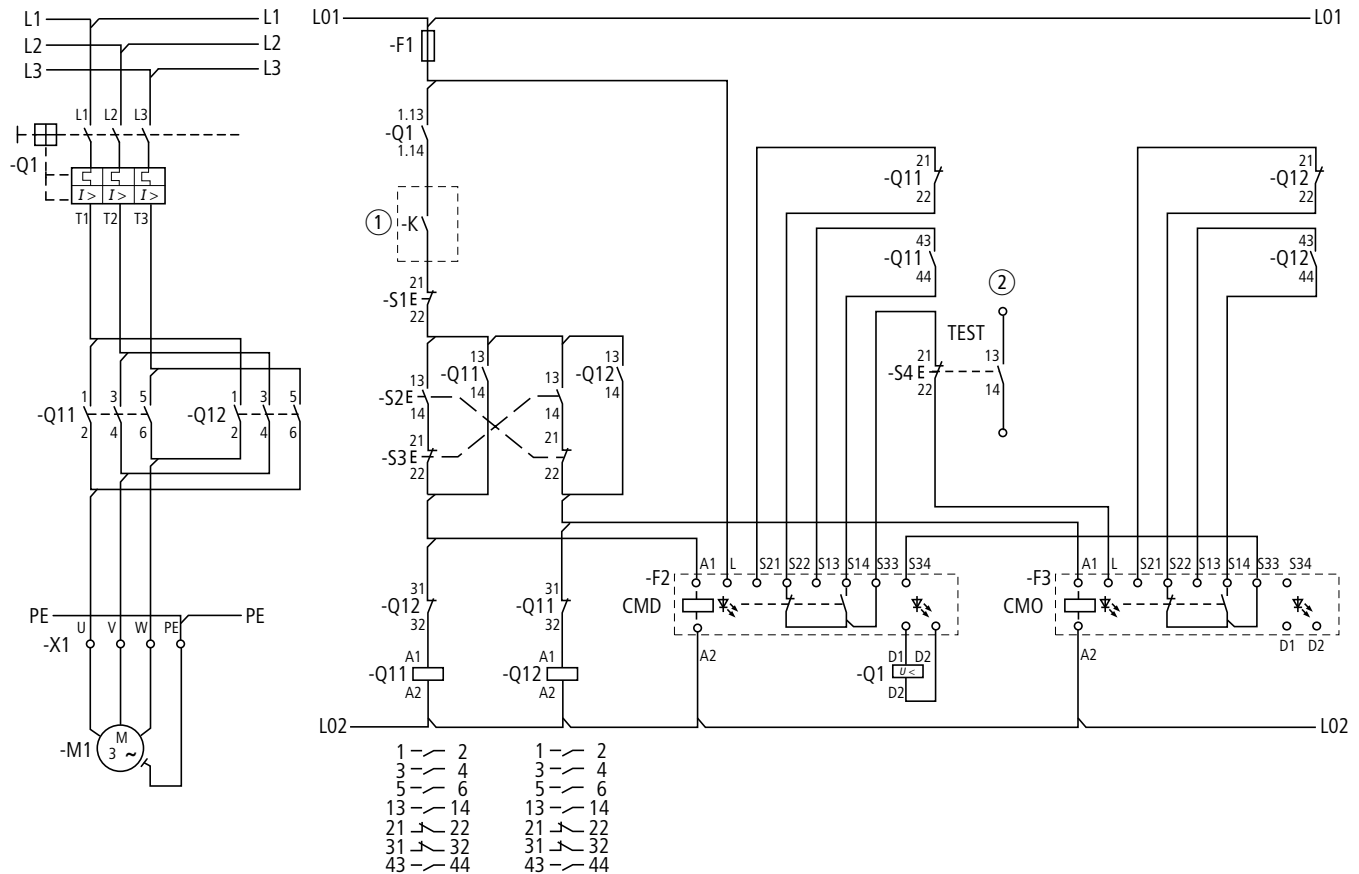 L1 L1
L2 L2
L3 L3
L1 L2 L3
-Q1
I > I > I >
T1 T2 T3
1 3 5
-Q11
2 4 6
1 3 5
-Q12
2 4 6
PE PE
U V W PE
-X1
-M1
M
3 ~
L01 L01
-F1
1.13
-Q1
1.14
1 -K
21
-S1 E
22
13
-S2 E
14
21
-S3 E
22
13
-Q11
14
13
14
21
22
13
-Q12
14
31
-Q12
32
A1
-Q11
A2
31
-Q11
32
A1
-Q12
A2
21
-Q11
22
43
-Q11
44
2
TEST
21
-S4 E
22
13
14
21
-Q12
22
43
-Q12
44
-F2
CMD
A1 L S21 S22 S13 S14 S33 S34
A2
D1 D2
D1 D2
-Q1
U <
D2
-F3
CMO
A1 L S21 S22 S13 S14 S33 S34
A2
D1 D2
L02 L02
1 2
3 4
5 6
13 14
21 22
31 32
43 44
1 2
3 4
5 6
13 14
21 22
31 32
43 44